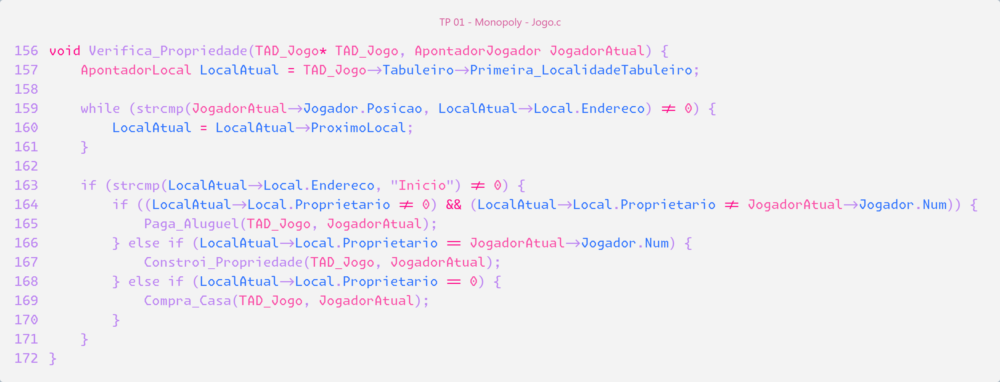 TP 01 - Monopoly - Jogo.c
156 void Verifica_Propriedade(TAD_Jogo* TAD_Jogo, ApontadorJogador JogadorAtual) {
157     ApontadorLocal LocalAtual = TAD_Jogo->Tabuleiro->Primeira_LocalidadeTabuleiro;
158
159     while (strcmp(JogadorAtual->Jogador.Posicao, LocalAtual->Local.Endereco) != 0) {
160         LocalAtual = LocalAtual->ProximoLocal;
161     }
162
163     if (strcmp(LocalAtual->Local.Endereco, "Inicio") != 0) {
164         if ((LocalAtual->Local.Proprietario != 0) && (LocalAtual->Local.Proprietario != JogadorAtual->Jogador.Num)) {
165             Paga_Aluguel(TAD_Jogo, JogadorAtual);
166         } else if (LocalAtual->Local.Proprietario == JogadorAtual->Jogador.Num) {
167             Constroi_Propriedade(TAD_Jogo, JogadorAtual);
168         } else if (LocalAtual->Local.Proprietario == 0) {
169             Compra_Casa(TAD_Jogo, JogadorAtual);
170         }
171     }
172 }